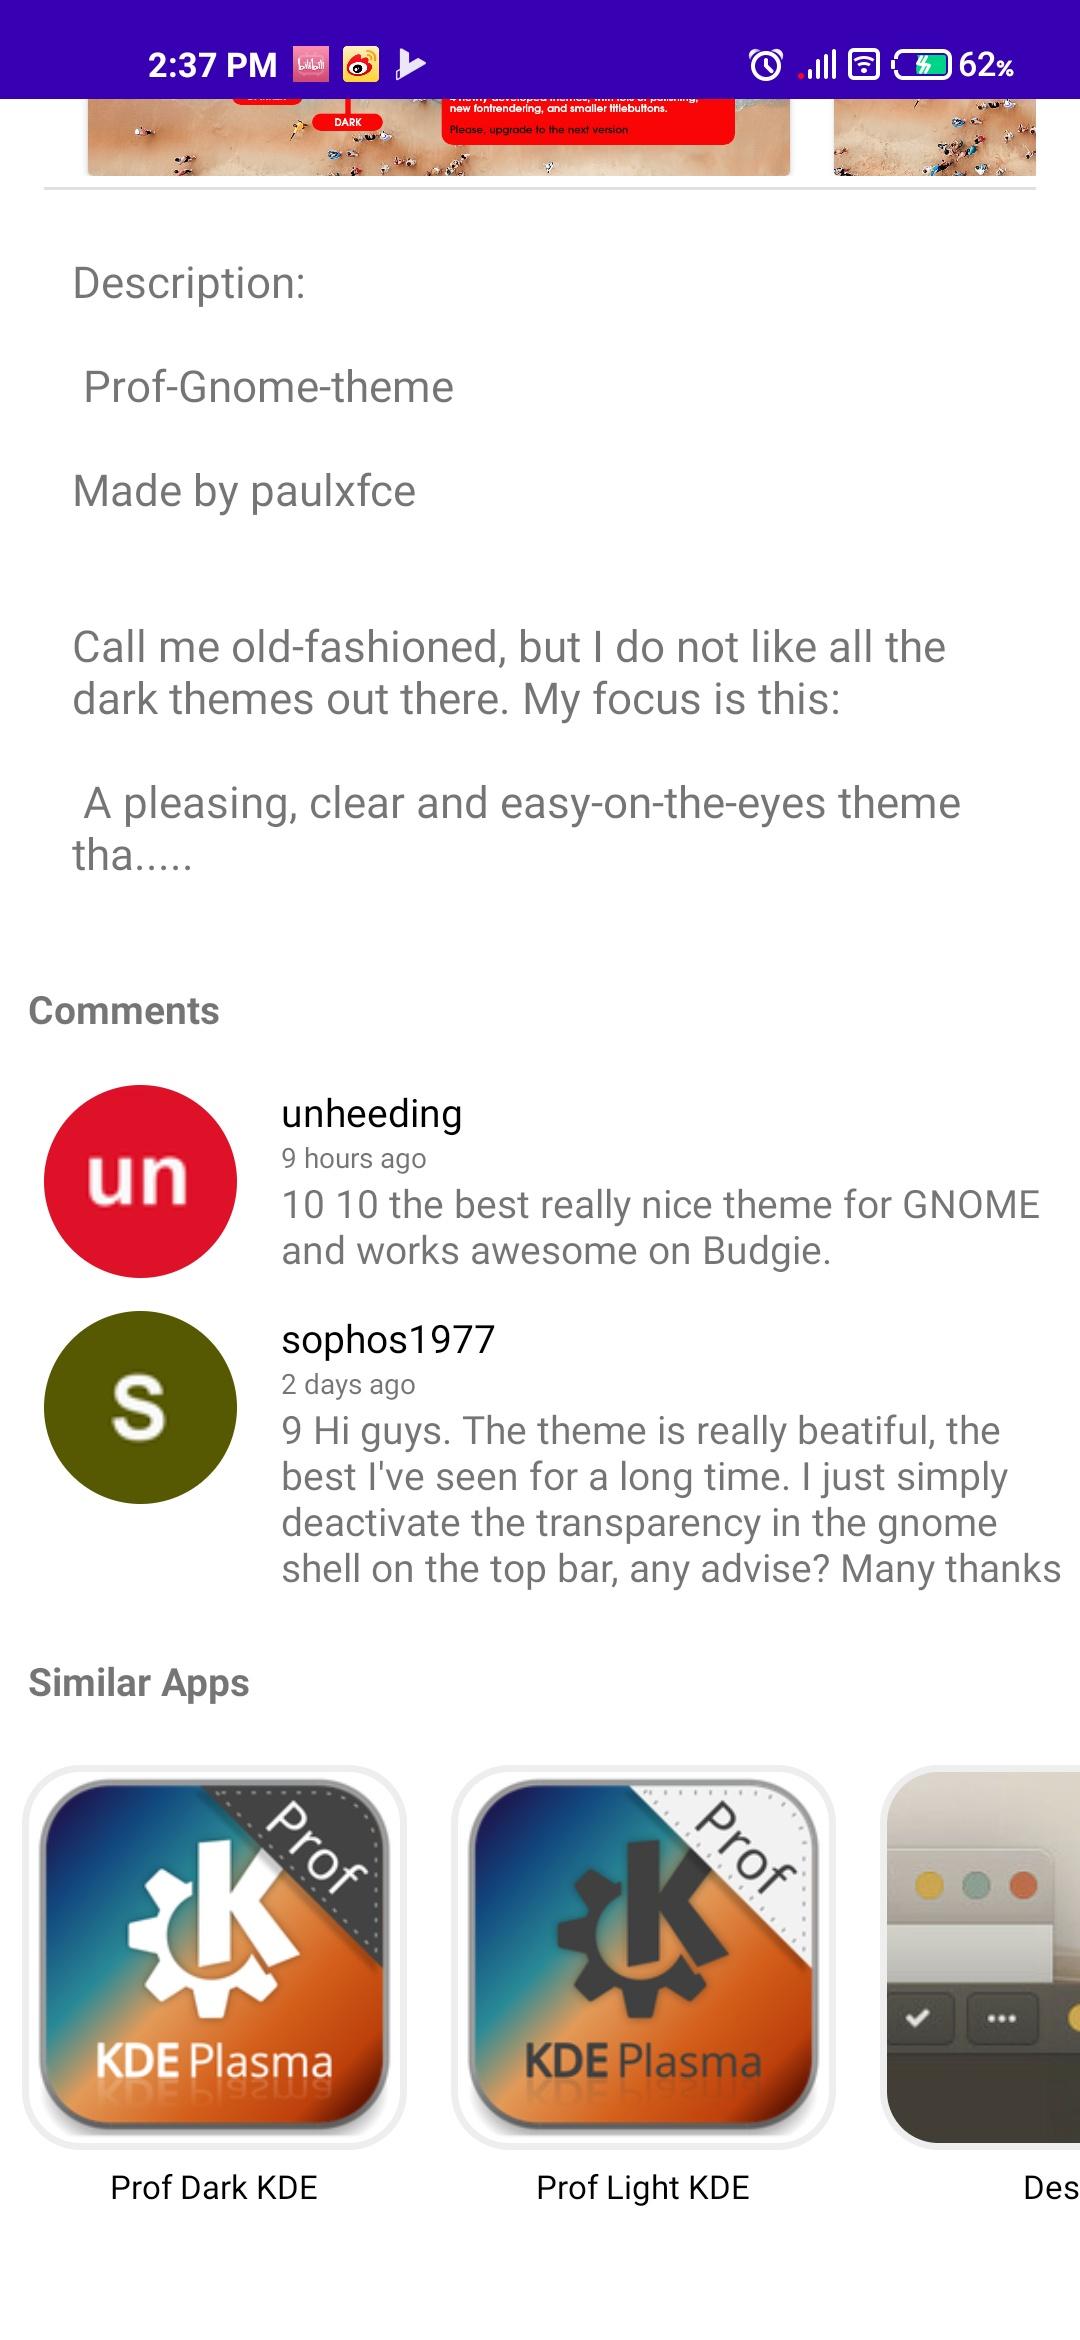 2:37 PM
bilibili
62%
new fontrendering, and smaller titlebuttons.
DARK
Please, upgrade to the next version
Description:
Prof-Gnome-theme
Made by paulxfce
Call me old-fashioned, but I do not like all the
dark themes out there. My focus is this:
A pleasing, clear and easy-on-the-eyes theme
tha.....
Comments
un
unheeding
9 hours ago
10 10 the best really nice theme for GNOME
and works awesome on Budgie.
S
sophos1977
2 days ago
9 Hi guys. The theme is really beatiful, the
best I've seen for a long time. I just simply
deactivate the transparency in the gnome
shell on the top bar, any advise? Many thanks
Similar Apps
Prof
K
KDE Plasma
Prof
K
KDE Plasma
Prof Dark KDE
Prof Light KDE
Des